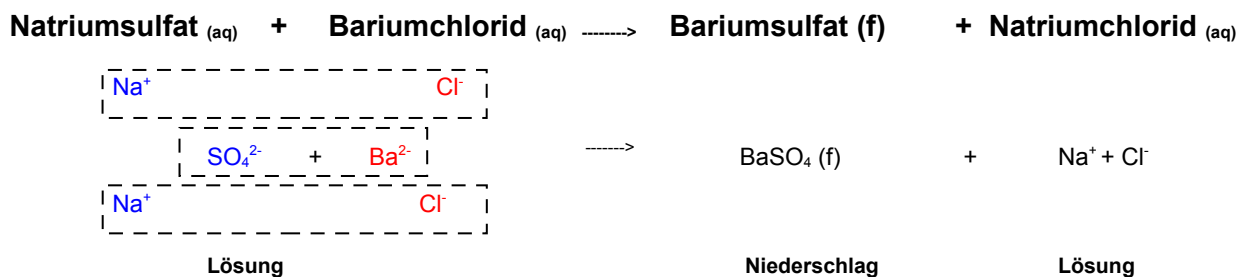 Natriumsulfat (aq) + Bariumchlorid (aq) --------> Bariumsulfat (f) + Natriumchlorid (aq)
Na⁺ Cl⁻
SO₄²⁻ + Ba²⁻ -------> BaSO₄ (f) + Na⁺ + Cl⁻
Na⁺ Cl⁻
Lösung Niederschlag Lösung